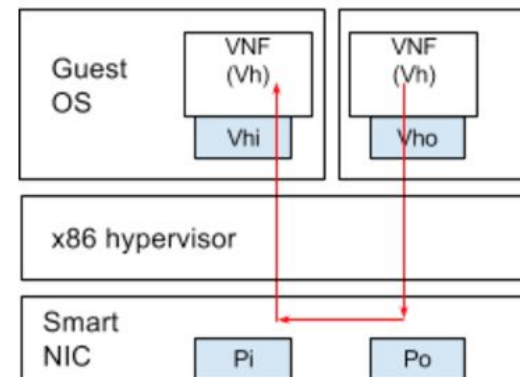 Guest
OS
VNF
(Vh)
Vhi
VNF
(Vh)
Vho
x86 hypervisor
Smart
NIC
Pi
Po